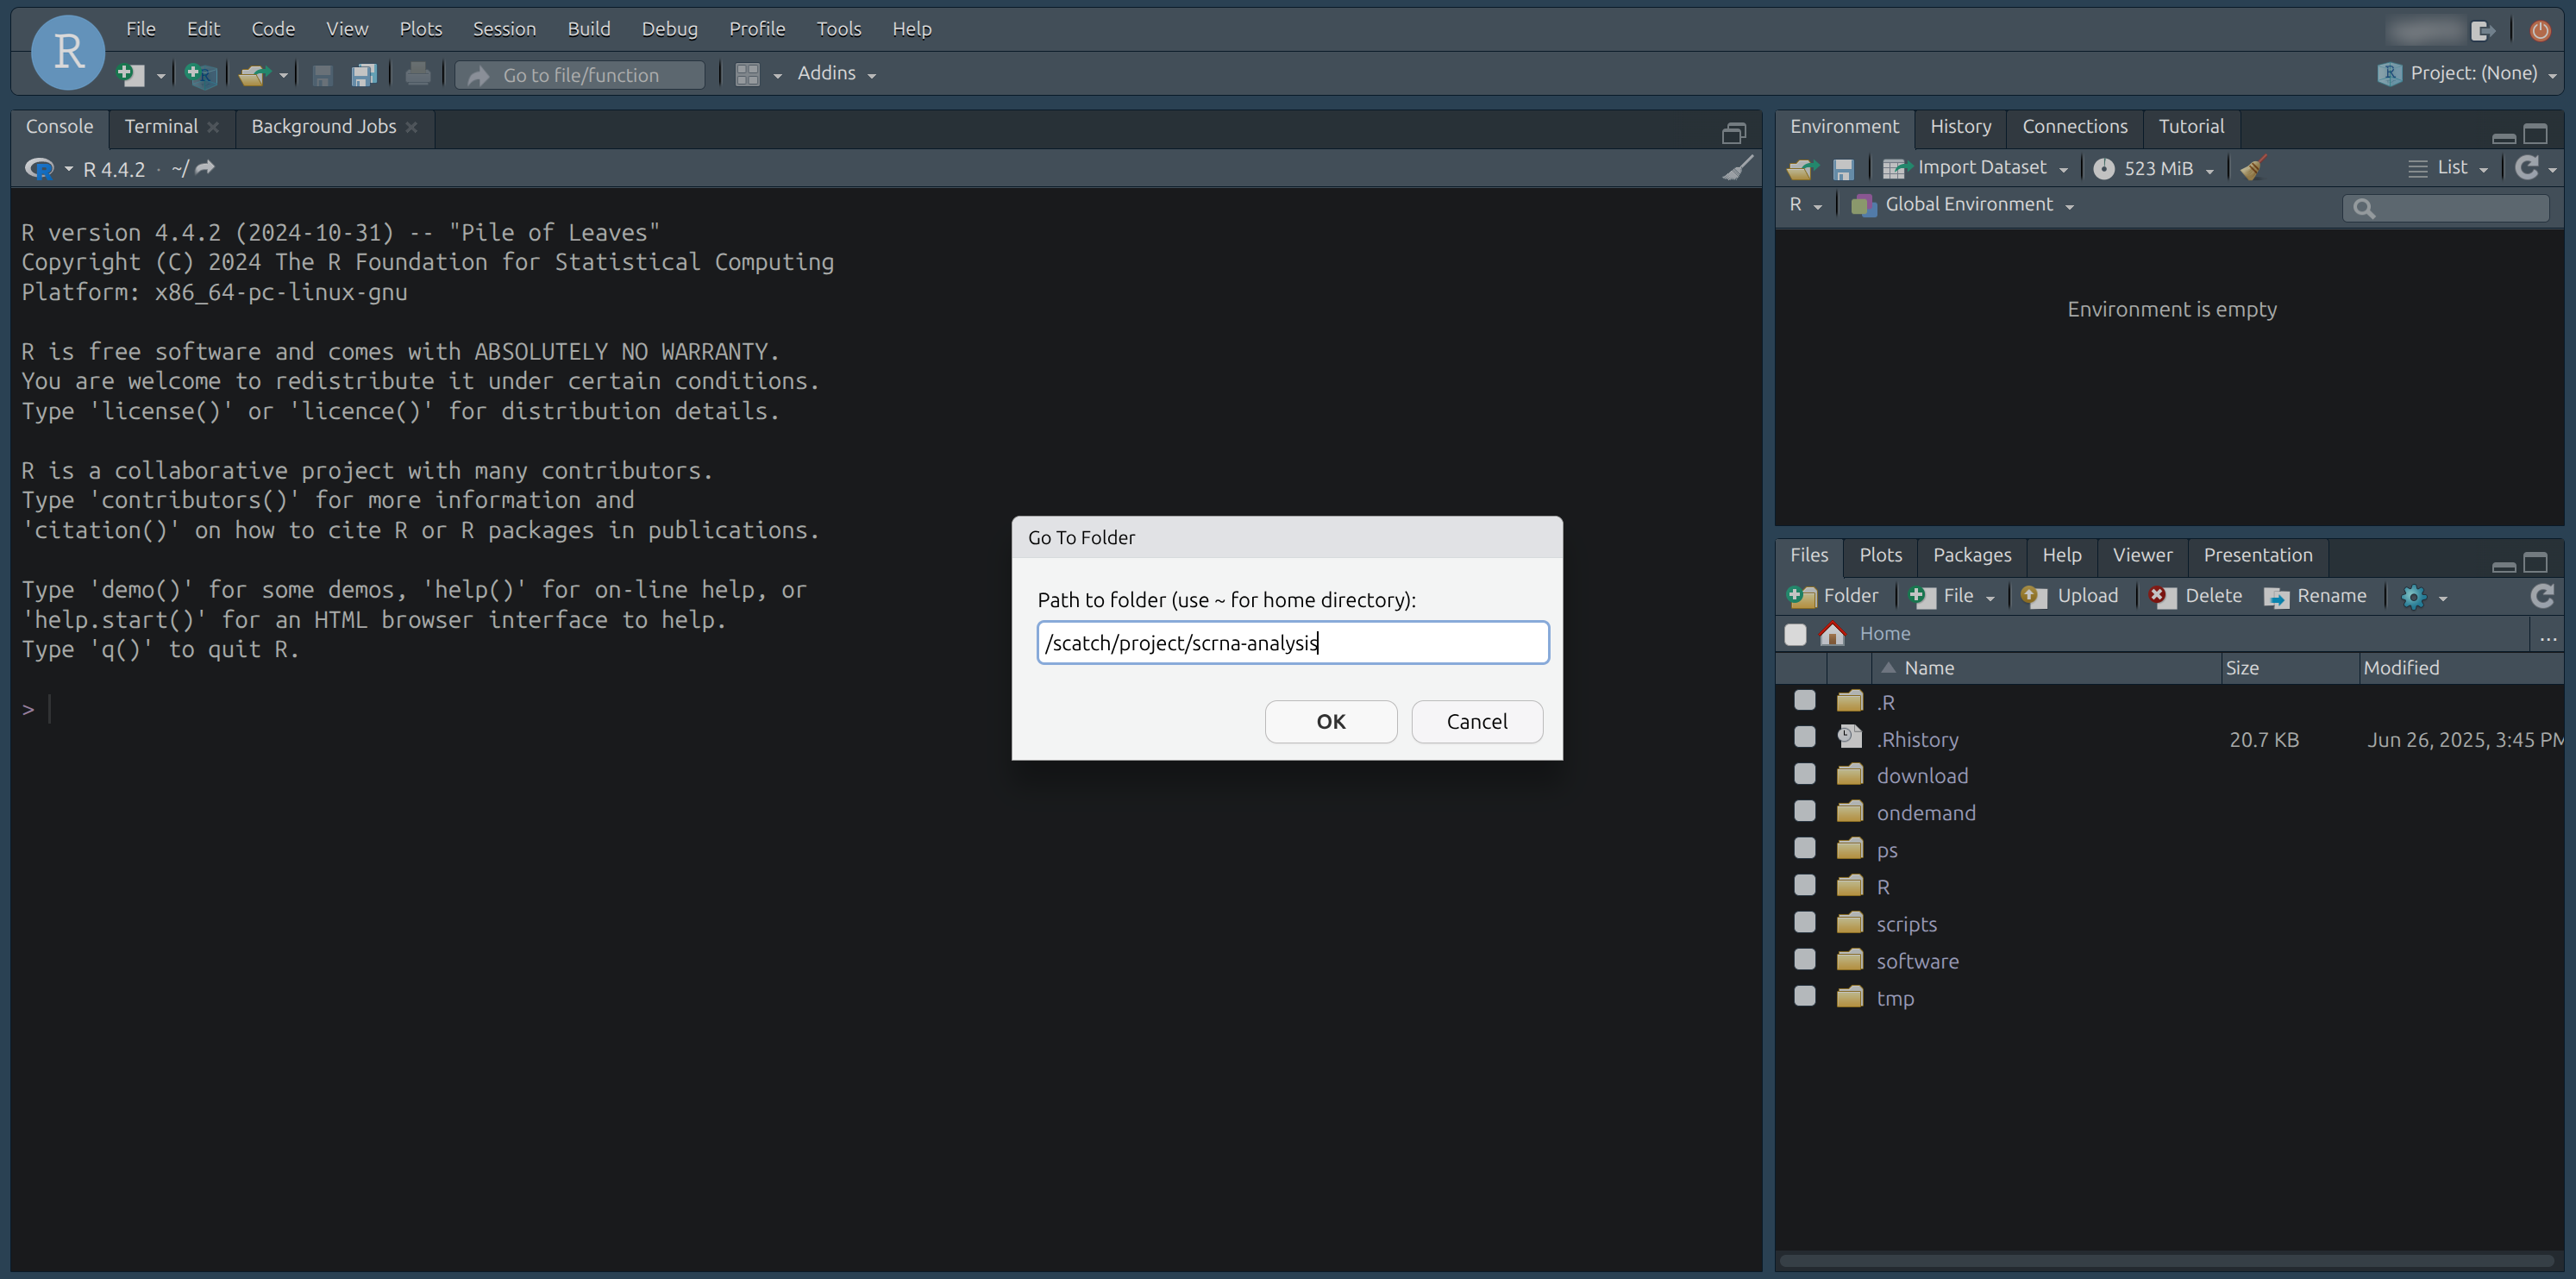 R
File Edit Code View Plots Session Build Debug Profile Tools Help
R Go to file/function Addins R Project: (None)
Console Terminal Background Jobs
R R 4.4.2 · ~/
R version 4.4.2 (2024-10-31) -- "Pile of Leaves"
Copyright (C) 2024 The R Foundation for Statistical Computing
Platform: x86_64-pc-linux-gnu
R is free software and comes with ABSOLUTELY NO WARRANTY.
You are welcome to redistribute it under certain conditions.
Type 'license()' or 'licence()' for distribution details.
R is a collaborative project with many contributors.
Type 'contributors()' for more information and
'citation()' on how to cite R or R packages in publications.
Type 'demo()' for some demos, 'help()' for on-line help, or
'help.start()' for an HTML browser interface to help.
Type 'q()' to quit R.
>
Go To Folder
Path to folder (use ~ for home directory):
/scatch/project/scrna-analysis
OK Cancel
Environment History Connections Tutorial
Import Dataset 523 MiB List
R Global Environment
Environment is empty
Files Plots Packages Help Viewer Presentation
Folder File Upload Delete Rename
Home ...
Name Size Modified
.R
.Rhistory 20.7 KB Jun 26, 2025, 3:45 PM
download
ondemand
ps
R
scripts
software
tmp